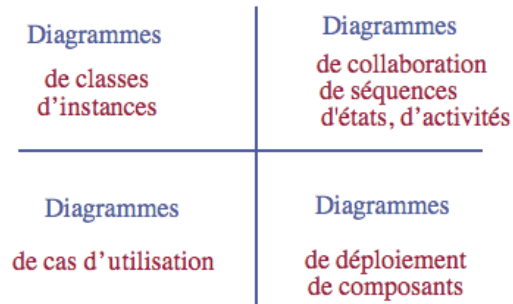 Diagrammes
de classes
d’instances
Diagrammes
de collaboration
de séquences
d'états, d’activités
Diagrammes
de cas d’utilisation
Diagrammes
de déploiement
de composants